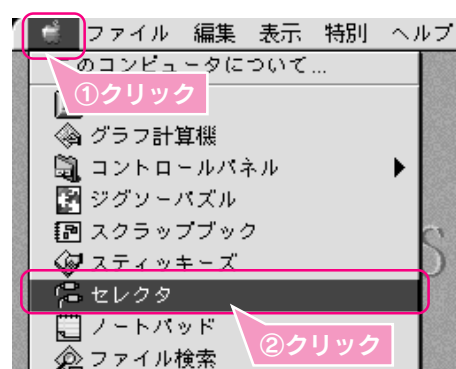 ファイル 編集 表示 特別 ヘルプ
のコンピュータについて...
①クリック
グラフ計算機
コントロールパネル
ジグソーパズル
スクラップブック
スティッキーズ
セレクタ
ノートパッド
②クリック
ファイル検索